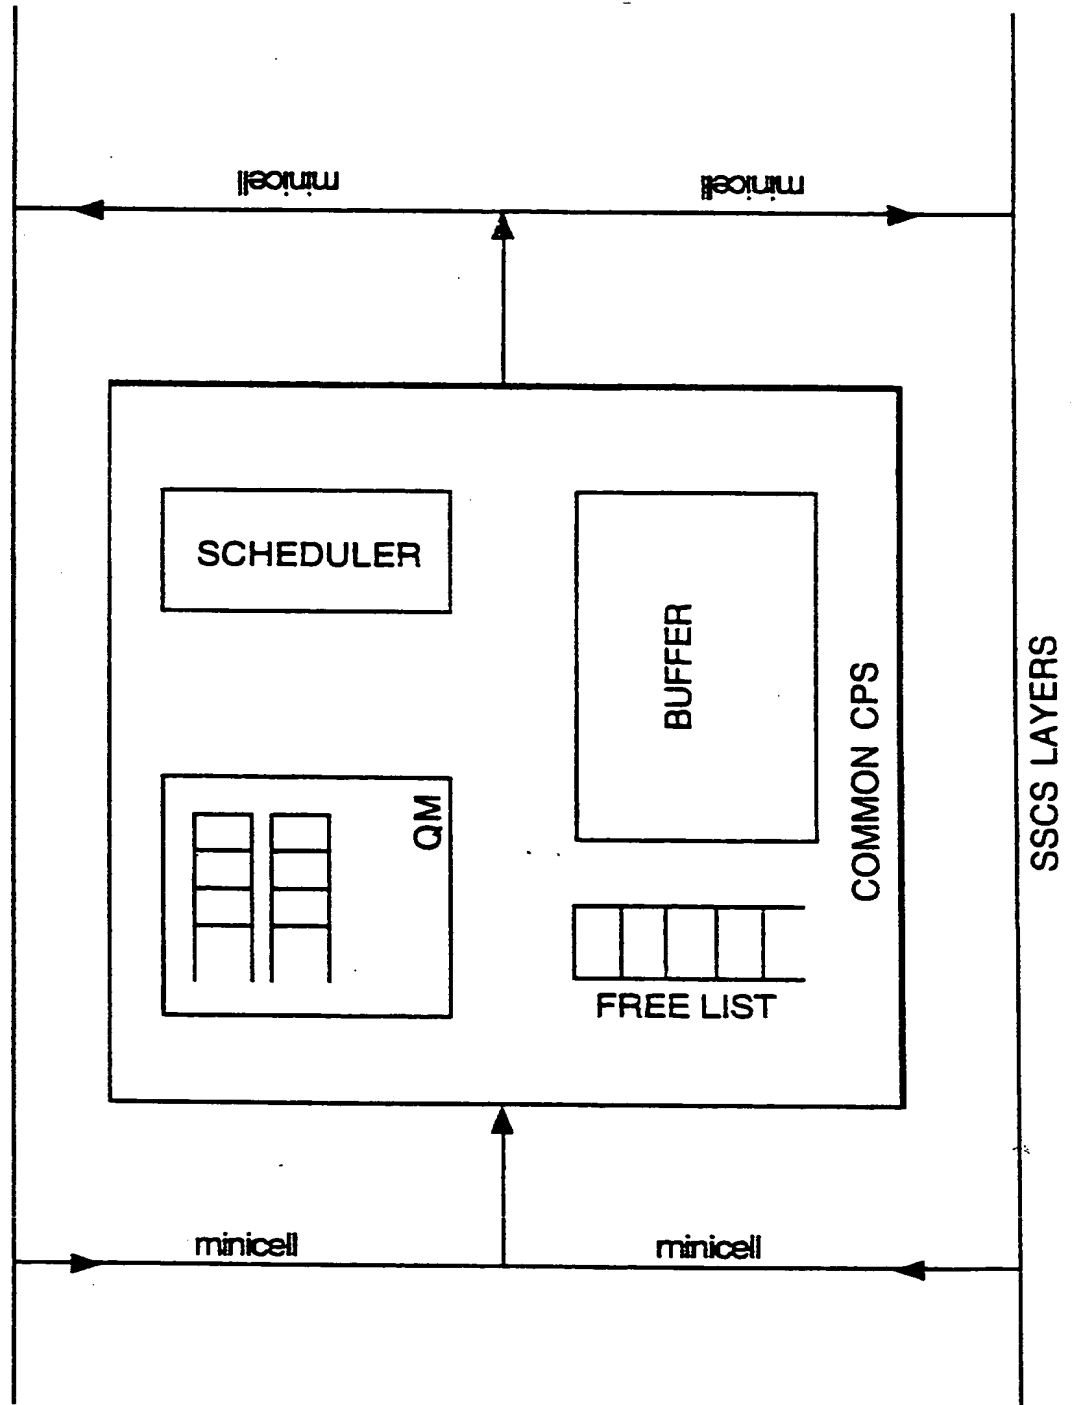 minicell
minicell
SCHEDULER
BUFFER
QM
COMMON CPS
SSCS LAYERS
FREE LIST
minicell
minicell